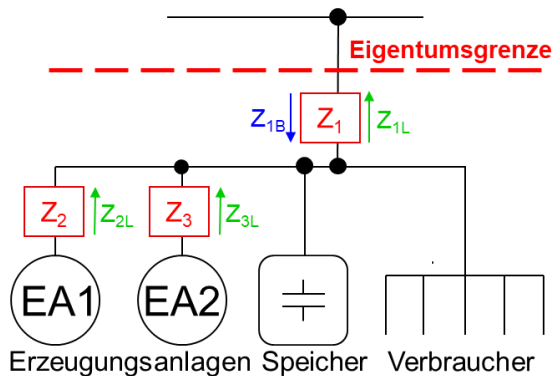 Eigentumsgrenze
Z1B Z1 Z1L
Z2 Z2L Z3 Z3L
EA1 EA2
Erzeugungsanlagen Speicher Verbraucher